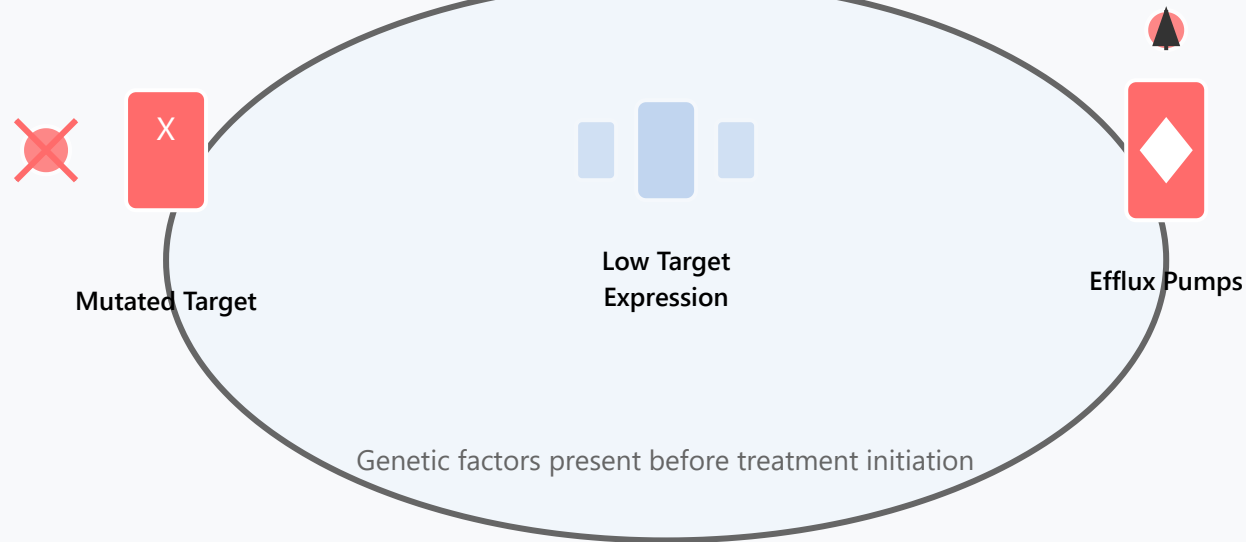 X
Mutated Target
Low Target
Expression
Efflux Pumps
Genetic factors present before treatment initiation